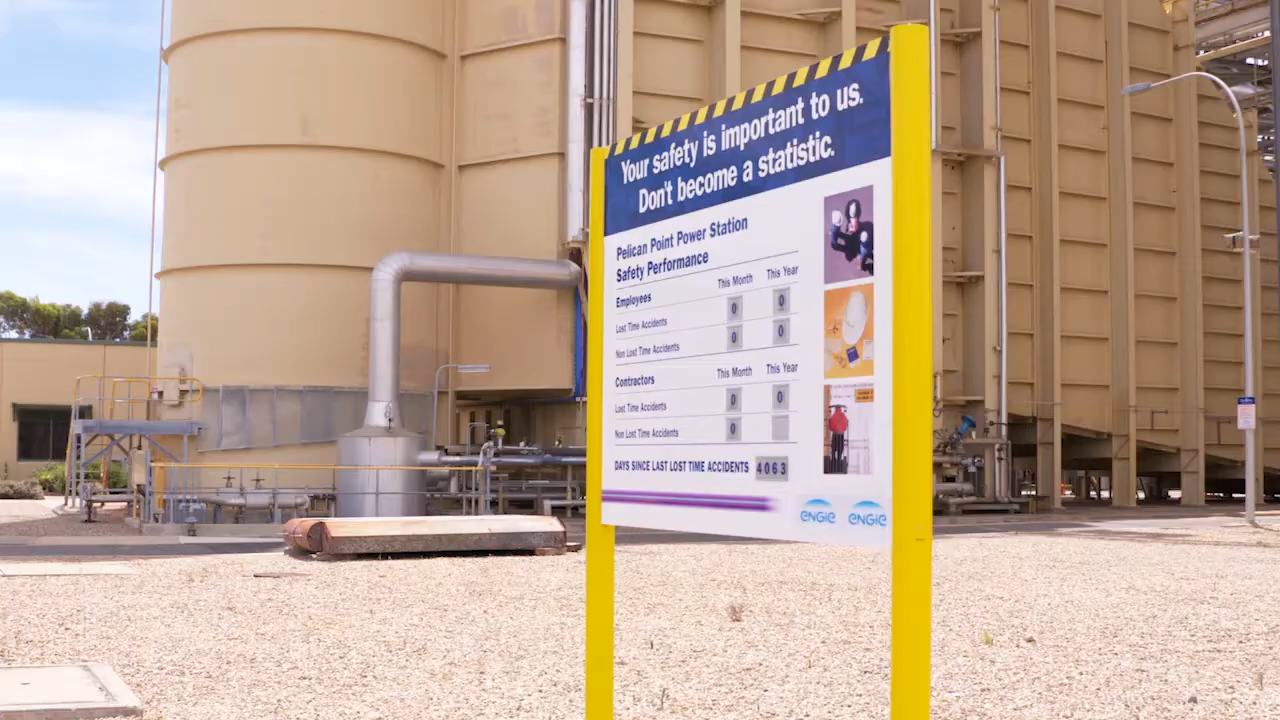 Your safety is important to us.
Don't become a statistic.
Pelican Point Power Station
Safety Performance
This Month This Year
Employees
Lost Time Accidents 0 0
Non Lost Time Accidents 0 0
Contractors This Month This Year
Lost Time Accidents 0 0
Non Lost Time Accidents 0
DAYS SINCE LAST LOST TIME ACCIDENTS 4063
ENGIE ENGIE